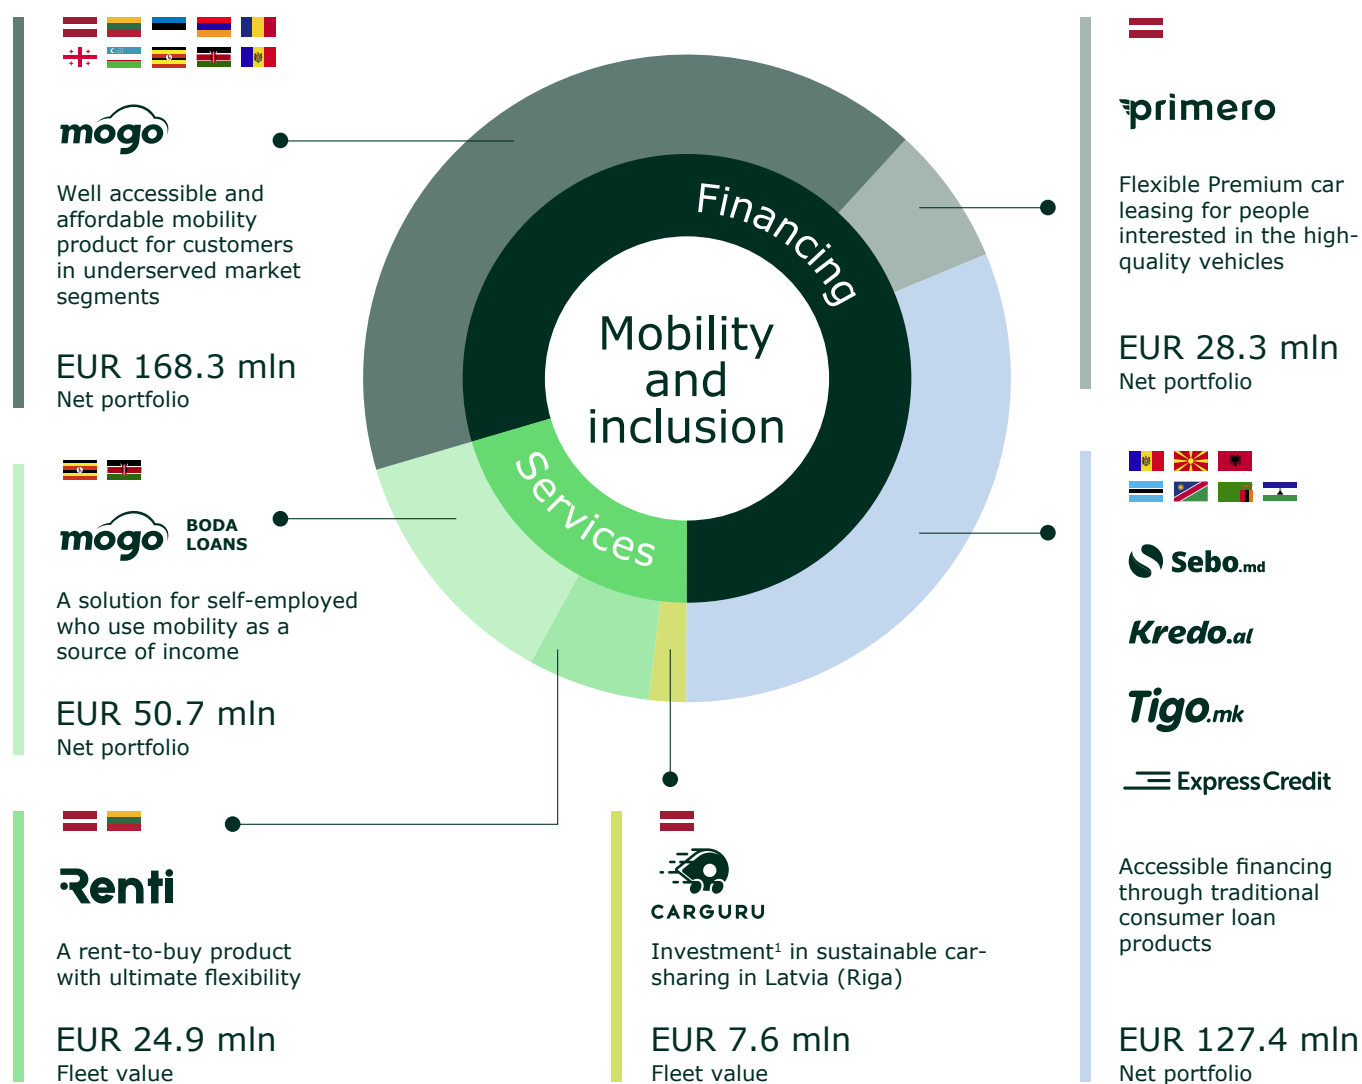 mogo
Well accessible and
affordable mobility
product for customers
in underserved market
segments
EUR 168.3 mln
Net portfolio
mogo BODA
LOANS
A solution for self-employed
who use mobility as a
source of income
EUR 50.7 mln
Net portfolio
Renti
A rent-to-buy product
with ultimate flexibility
EUR 24.9 mln
Fleet value
Financing
Mobility
and
inclusion
Services
CARGURU
Investment¹ in sustainable car-
sharing in Latvia (Riga)
EUR 7.6 mln
Fleet value
primero
Flexible Premium car
leasing for people
interested in the high-
quality vehicles
EUR 28.3 mln
Net portfolio
Sebo.md
Kredo.al
Tigo.mk
ExpressCredit
Accessible financing
through traditional
consumer loan
products
EUR 127.4 mln
Net portfolio